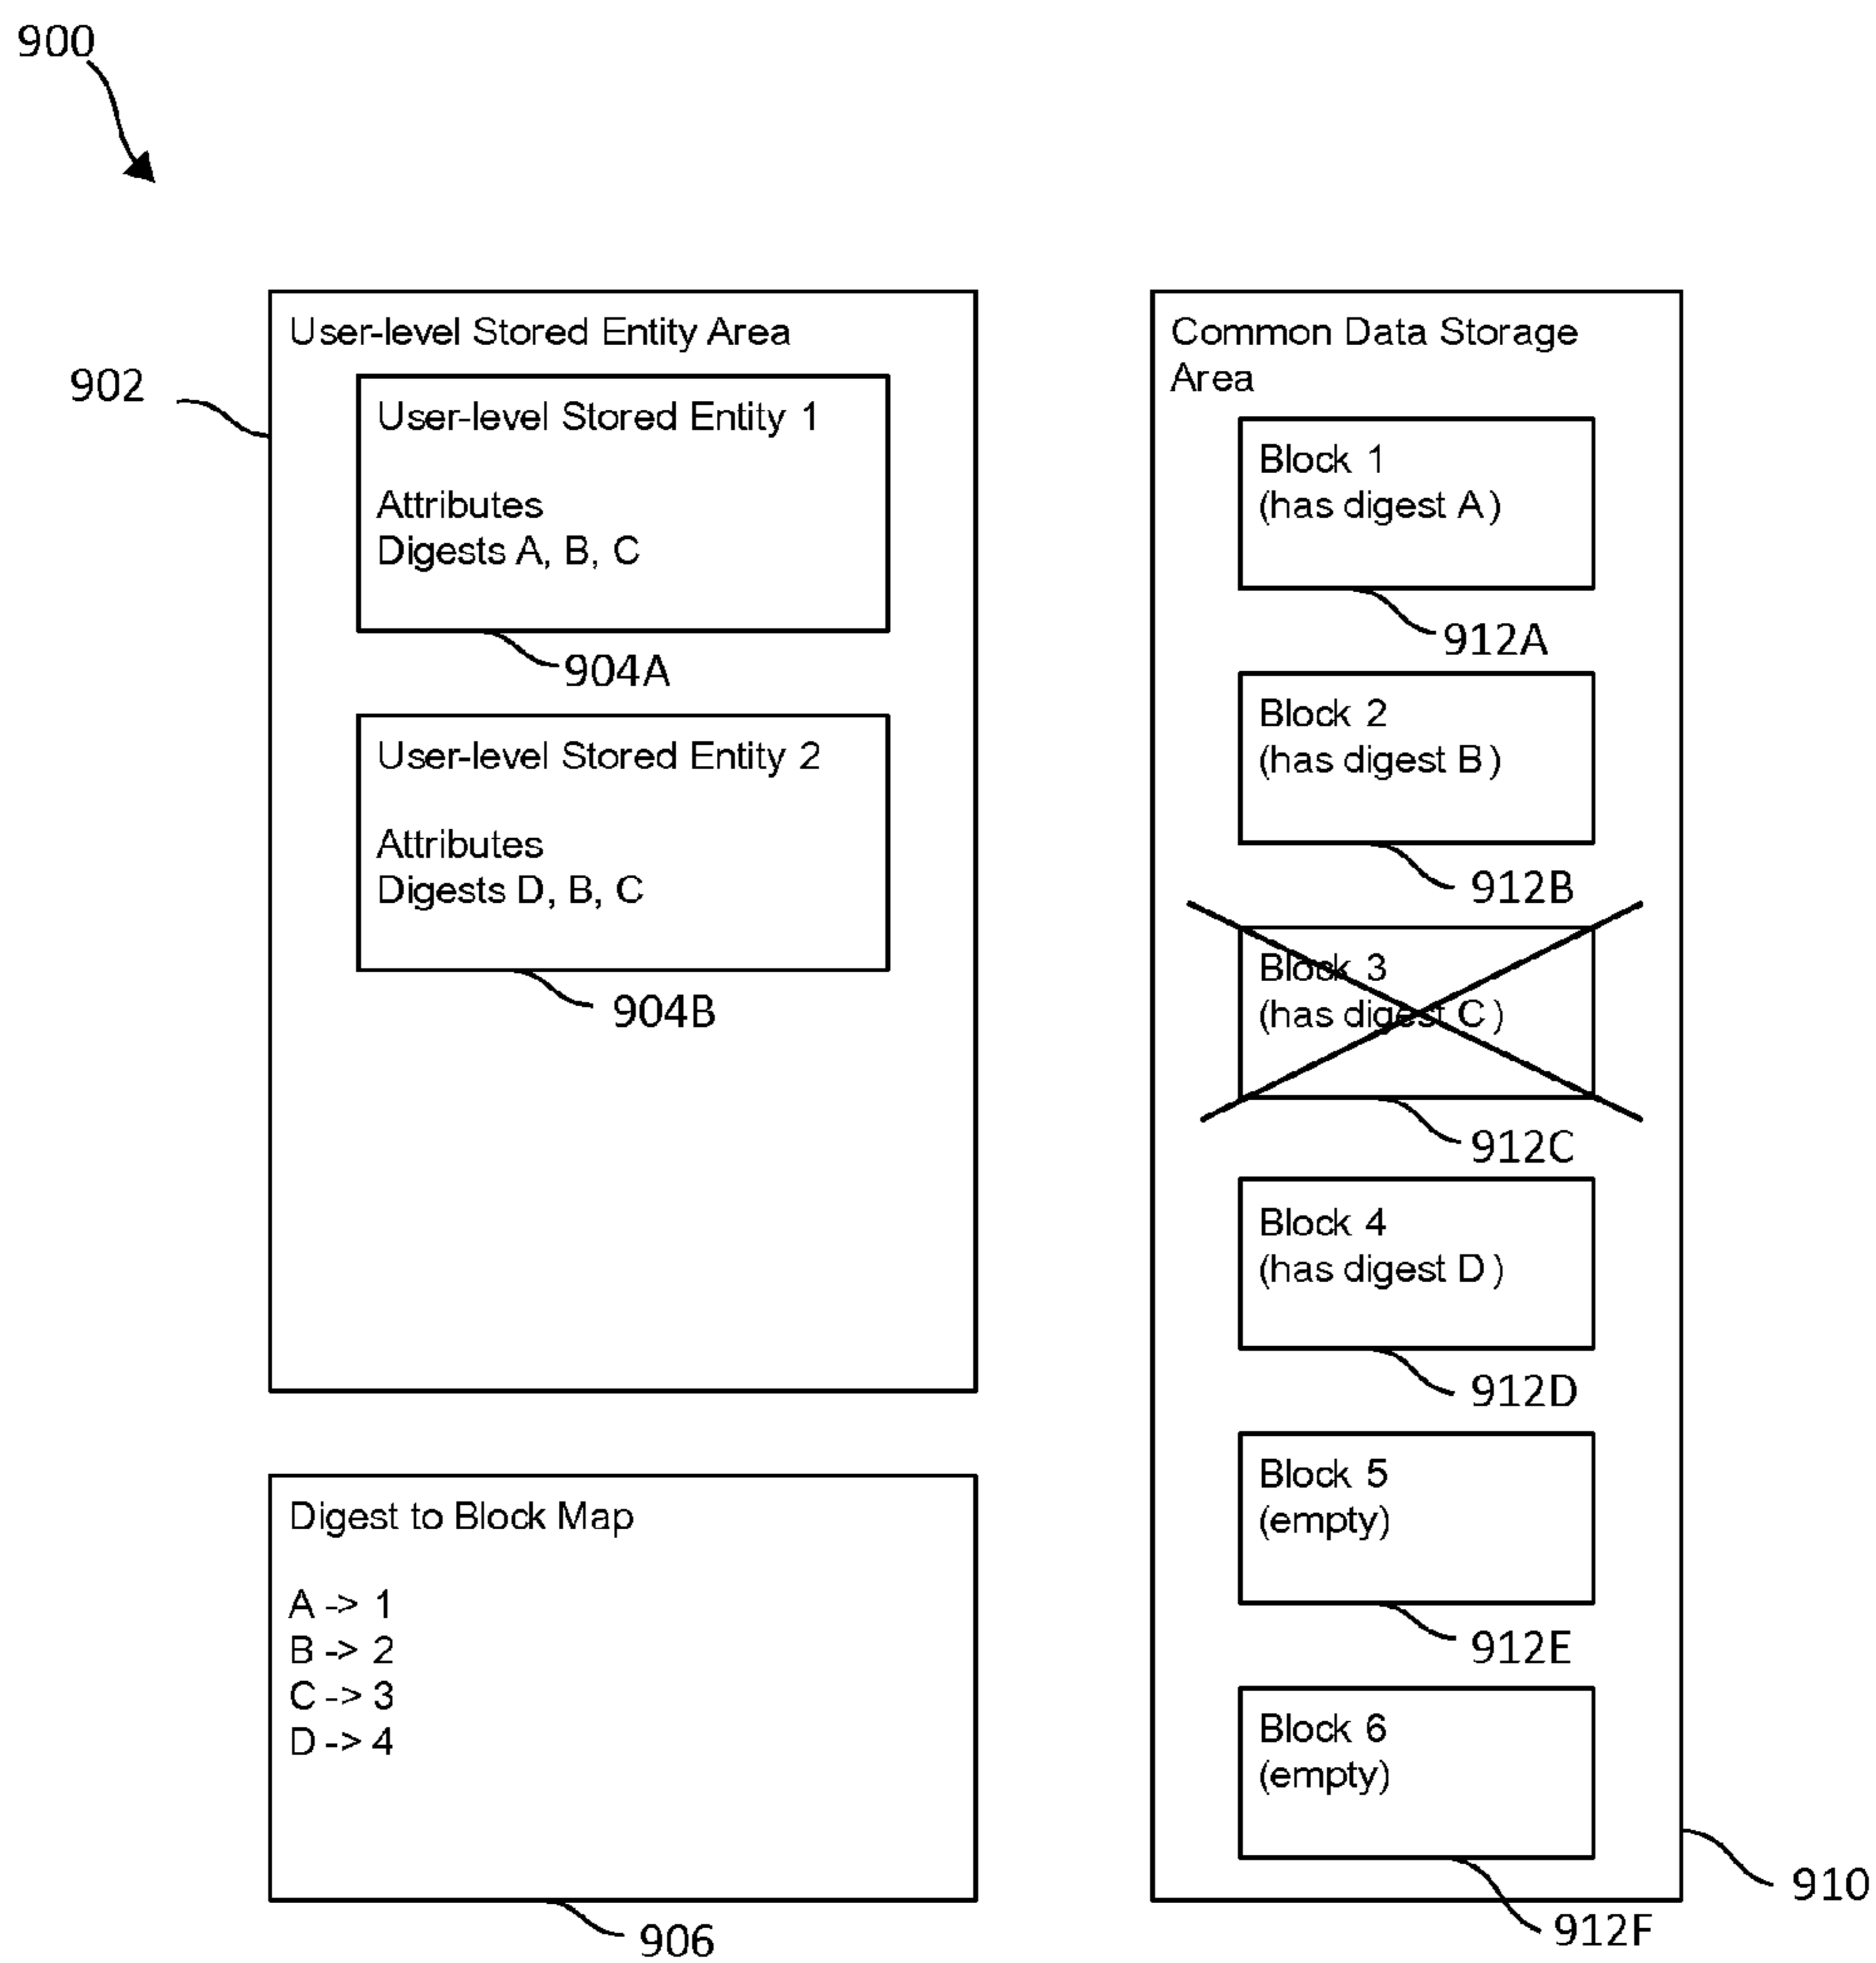 900
902
User-level Stored Entity Area
User-level Stored Entity 1
Attributes
Digests A, B, C
904A
User-level Stored Entity 2
Attributes
Digests D, B, C
904B
Digest to Block Map
A -> 1
B -> 2
C -> 3
D -> 4
906
Common Data Storage
Area
Block 1
(has digest A)
912A
Block 2
(has digest B)
912B
Block 3
(has digest C)
912C
Block 4
(has digest D)
912D
Block 5
(empty)
912E
Block 6
(empty)
912F
910